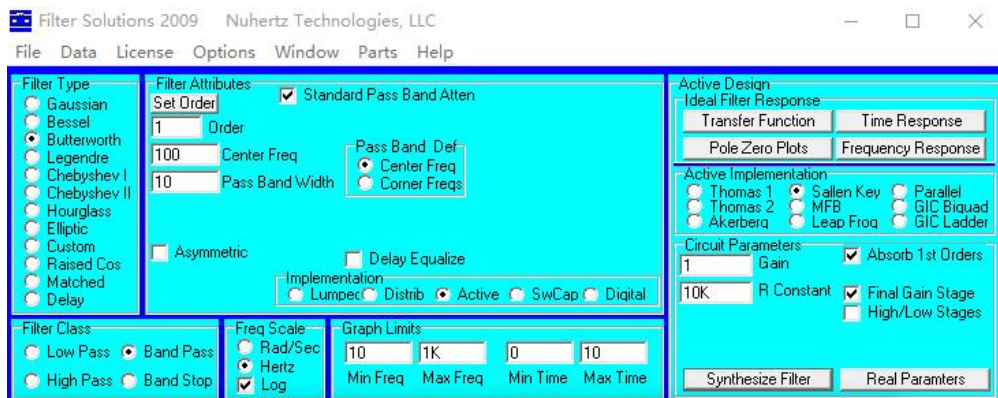 Filter Solutions 2009 Nuhertz Technologies, LLC
File Data License Options Window Parts Help
Filter Type
Gaussian
Bessel
Butterworth
Legendre
Chebyshev I
Chebyshev II
Hourglass
Elliptic
Custom
Raised Cos
Matched
Delay
Filter Attributes
Set Order
Standard Pass Band Atten
1 Order
100 Center Freq
10 Pass Band Width
Pass Band Def
Center Freq
Corner Freqs
Asymmetric
Delay Equalize
Implementation
Lumped Distrib Active SwCap Digital
Active Design
Ideal Filter Response
Transfer Function Time Response
Pole Zero Plots Frequency Response
Active Implementation
Thomas 1 Sallen Key Parallel
Thomas 2 MFB GIC Biquad
Akerberg Leap Frog GIC Ladder
Circuit Parameters
1 Gain
Absorb 1st Orders
10K R Constant
Final Gain Stage
High/Low Stages
Synthesize Filter Real Paramters
Filter Class
Low Pass Band Pass
High Pass Band Stop
Freq Scale
Rad/Sec
Hertz
Log
Graph Limits
10 1K 0 10
Min Freq Max Freq Min Time Max Time